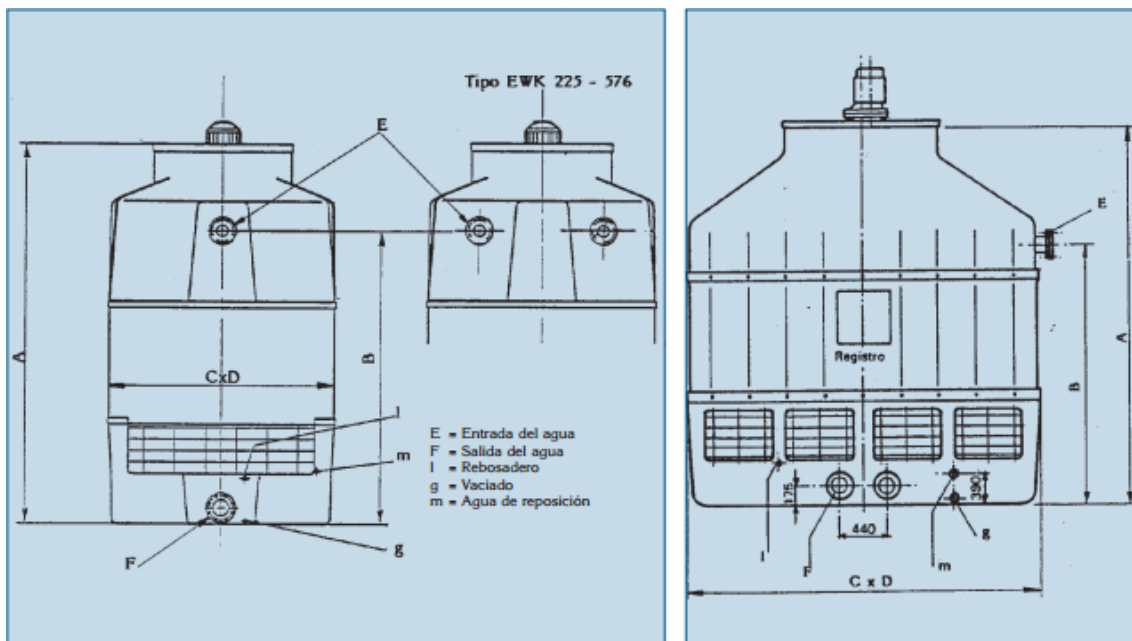 Tipo EWK 225 - 576
E
A
B
CxD
l
m
E = Entrada del agua
F = Salida del agua
l = Rebosadero
g = Vaciado
m = Agua de reposición
F
g
E
Registro
A
B
175
390
440
l
F
m
g
C x D